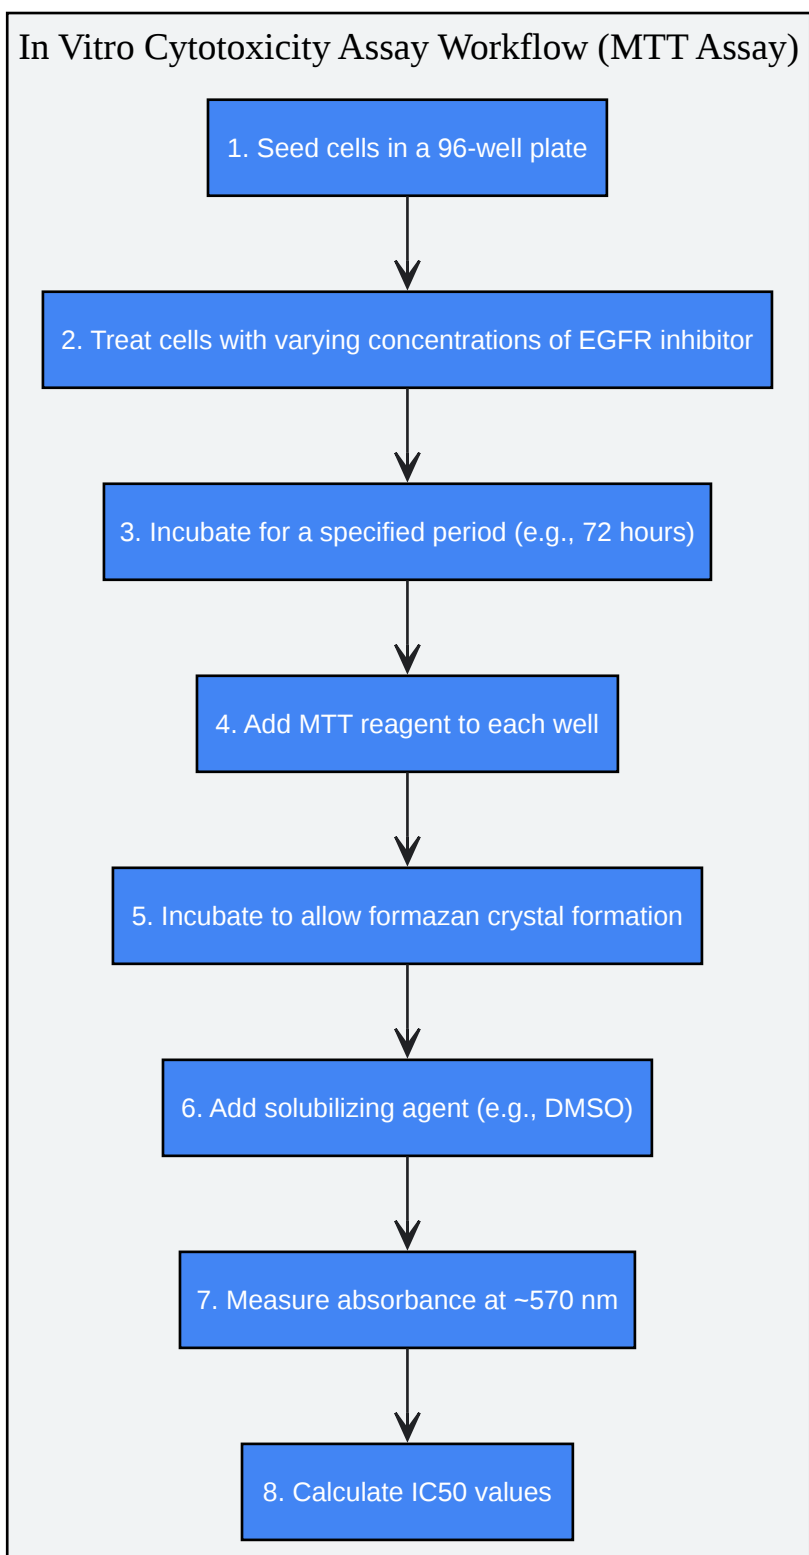 In Vitro Cytotoxicity Assay Workflow (MTT Assay)
1. Seed cells in a 96-well plate
2. Treat cells with varying concentrations of EGFR inhibitor
3. Incubate for a specified period (e.g., 72 hours)
4. Add MTT reagent to each well
5. Incubate to allow formazan crystal formation
6. Add solubilizing agent (e.g., DMSO)
7. Measure absorbance at ~570 nm
8. Calculate IC50 values